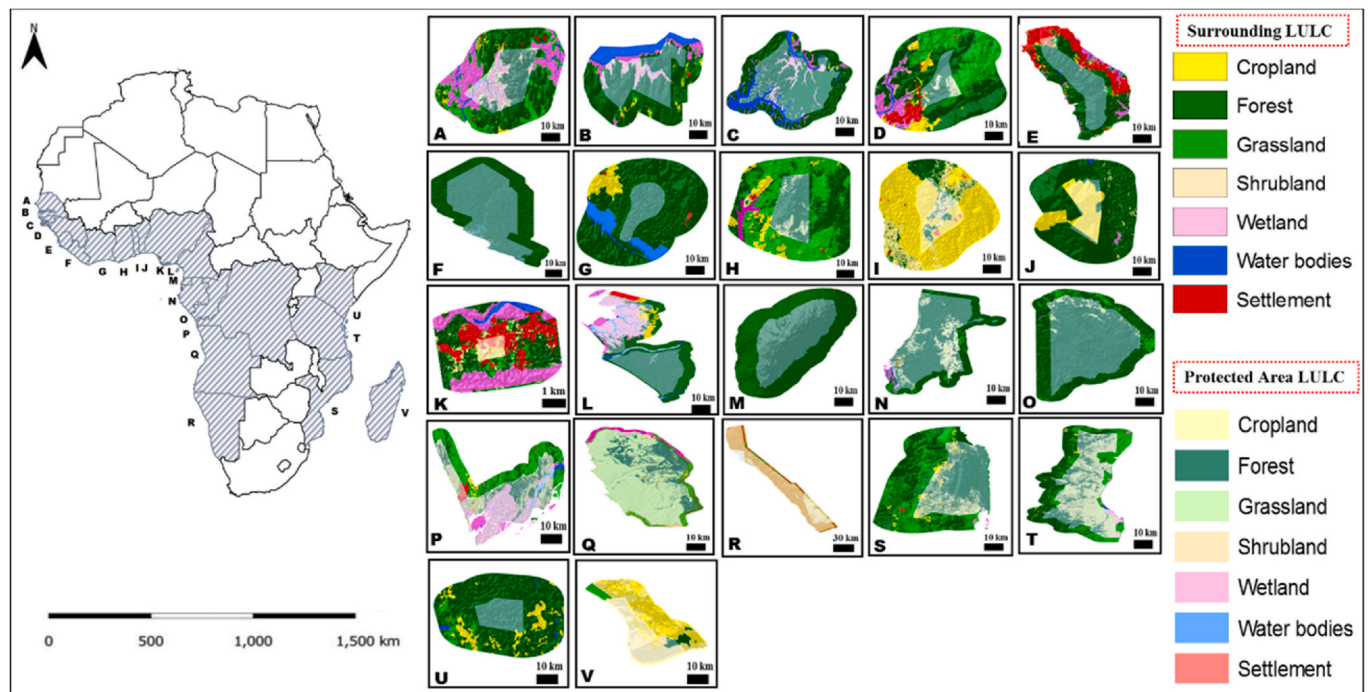 N
A
B
C
D
E
F
G
H
I
J
K
L
M
N
O
P
Q
R
S
T
U
V
0 500 1,000 1,500 km
A 10 km
B 10 km
C 10 km
D 10 km
E 10 km
F 10 km
G 10 km
H 10 km
I 10 km
J 10 km
K 1 km
L 10 km
M 10 km
N 10 km
O 10 km
P 10 km
Q 10 km
R 30 km
S 10 km
T 10 km
U 10 km
V 10 km
Surrounding LULC
Cropland
Forest
Grassland
Shrubland
Wetland
Water bodies
Settlement
Protected Area LULC
Cropland
Forest
Grassland
Shrubland
Wetland
Water bodies
Settlement